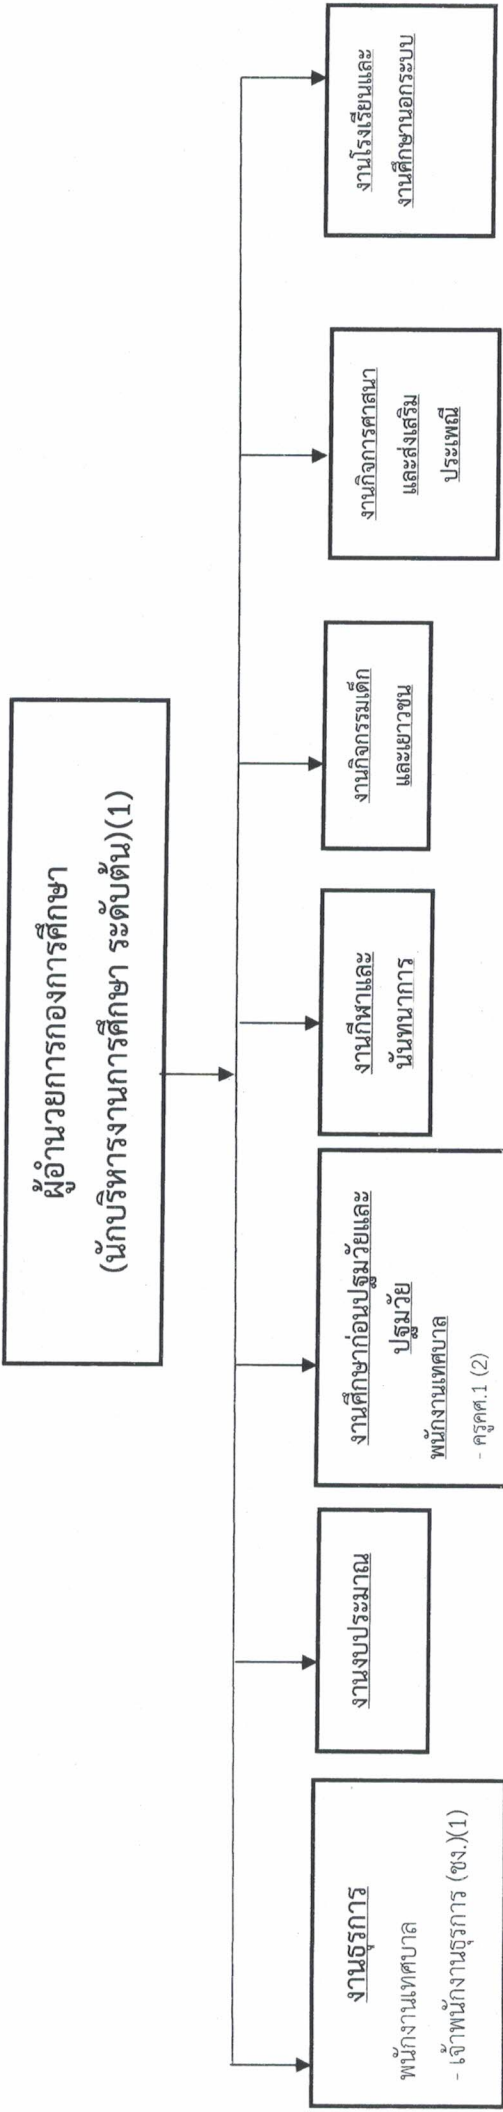 ผู้อำนวยการกองการศึกษา
(นักบริหารงานการศึกษา ระดับต้น)(1)
งานธุรการ
พนักงานเทศบาล
- เจ้าพนักงานธุรการ (ชง.)(1)
งานงบประมาณ
งานศึกษาก่อนปฐมวัยและ
ปฐมวัย
พนักงานเทศบาล
- ครูคศ.1 (2)
งานกีฬาและ
นันทนาการ
งานกิจกรรมเด็ก
และเยาวชน
งานกิจการศาสนา
และส่งเสริม
ประเพณี
งานโรงเรียนและ
งานศึกษานอกระบบ